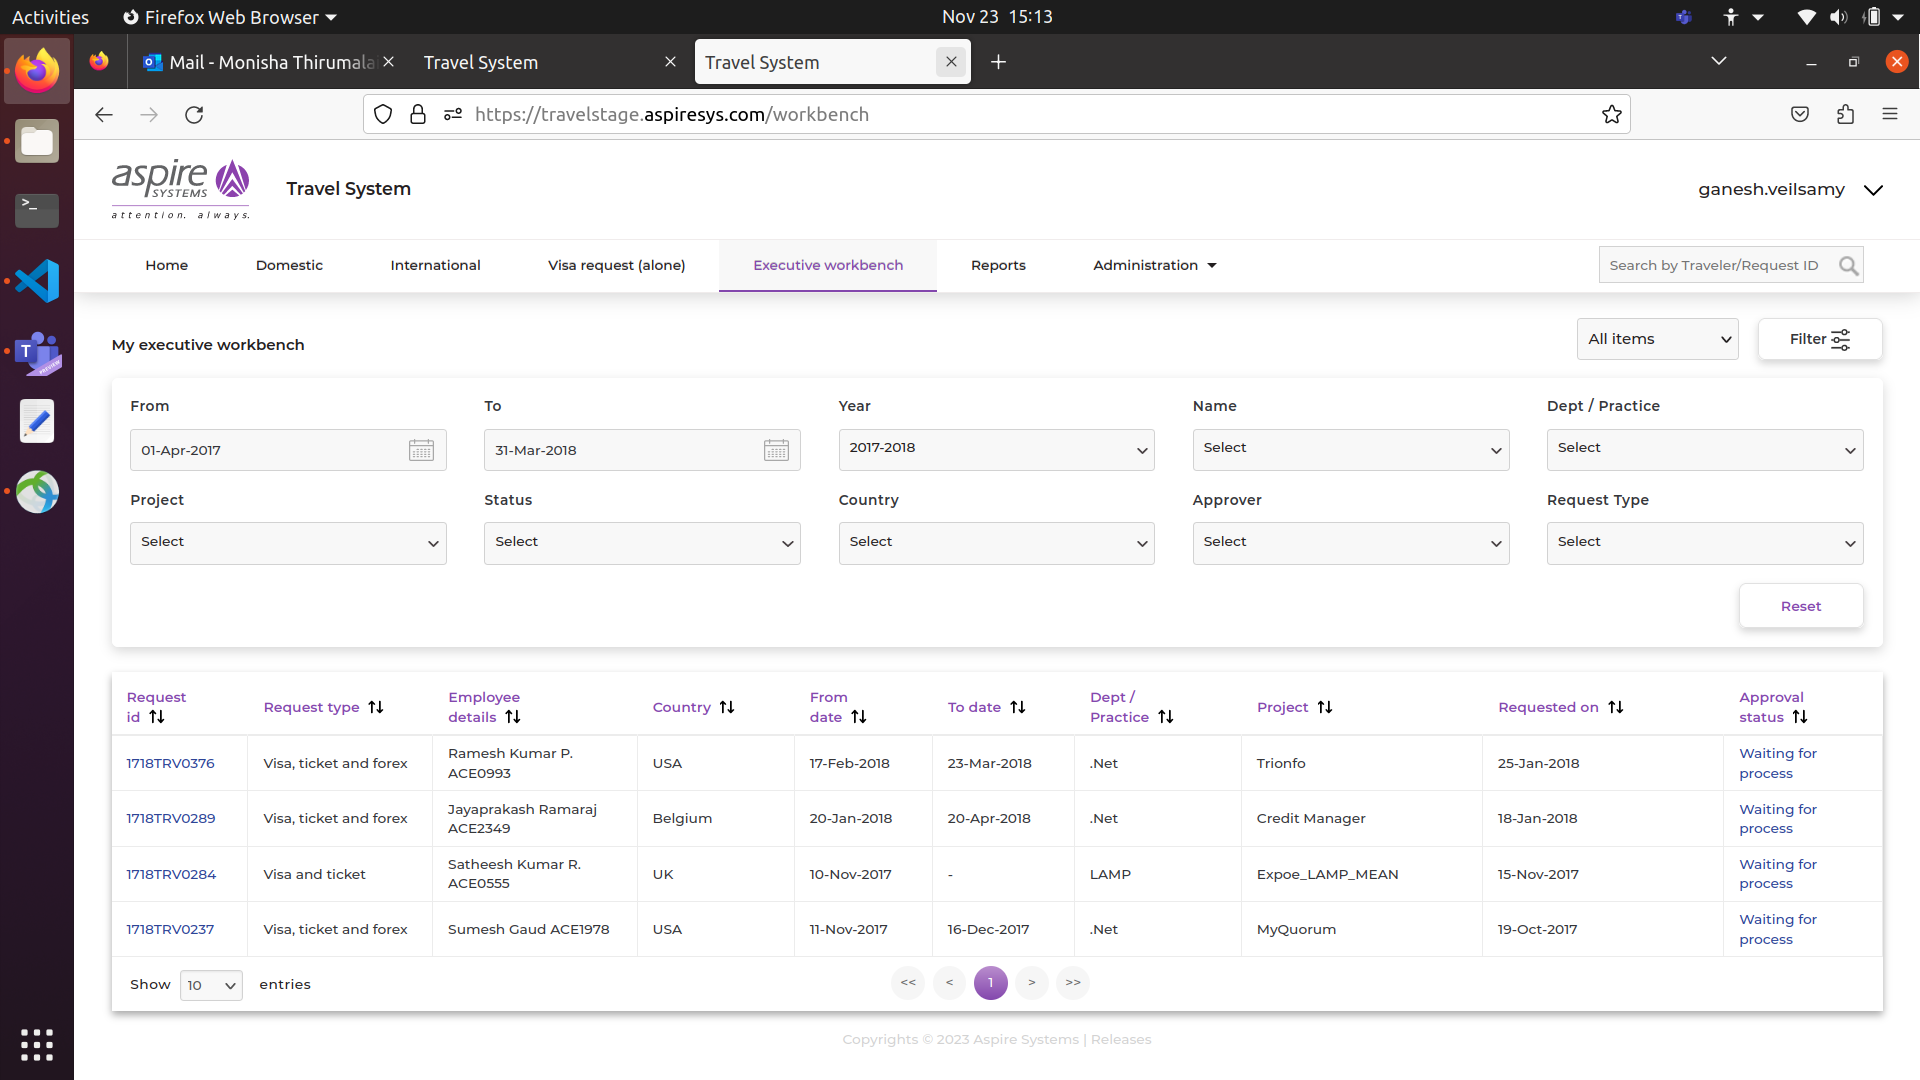 Activities
Firefox Web Browser
Nov 23 15:13
Mail - Monisha Thirumala
Travel System
Travel System
https://travelstage.aspiresys.com/workbench
aspire
SYSTEMS
attention. always.
Travel System
ganesh.veilsamy
Home Domestic International Visa request (alone) Executive workbench Reports Administration
Search by Traveler/Request ID
My executive workbench
All items
Filter
From To Year Name Dept / Practice
01-Apr-2017 31-Mar-2018 2017-2018 Select Select
Project Status Country Approver Request Type
Select Select Select Select Select
Reset
Request id Request type Employee details Country From date To date Dept / Practice Project Requested on Approval status
1718TRV0376 Visa, ticket and forex Ramesh Kumar P. ACE0993 USA 17-Feb-2018 23-Mar-2018 .Net Trionfo 25-Jan-2018 Waiting for process
1718TRV0289 Visa, ticket and forex Jayaprakash Ramaraj ACE2349 Belgium 20-Jan-2018 20-Apr-2018 .Net Credit Manager 18-Jan-2018 Waiting for process
1718TRV0284 Visa and ticket Satheesh Kumar R. ACE0555 UK 10-Nov-2017 - LAMP Expoe_LAMP_MEAN 15-Nov-2017 Waiting for process
1718TRV0237 Visa, ticket and forex Sumesh Gaud ACE1978 USA 11-Nov-2017 16-Dec-2017 .Net MyQuorum 19-Oct-2017 Waiting for process
Show 10 entries
<< < 1 > >>
Copyrights © 2023 Aspire Systems | Releases